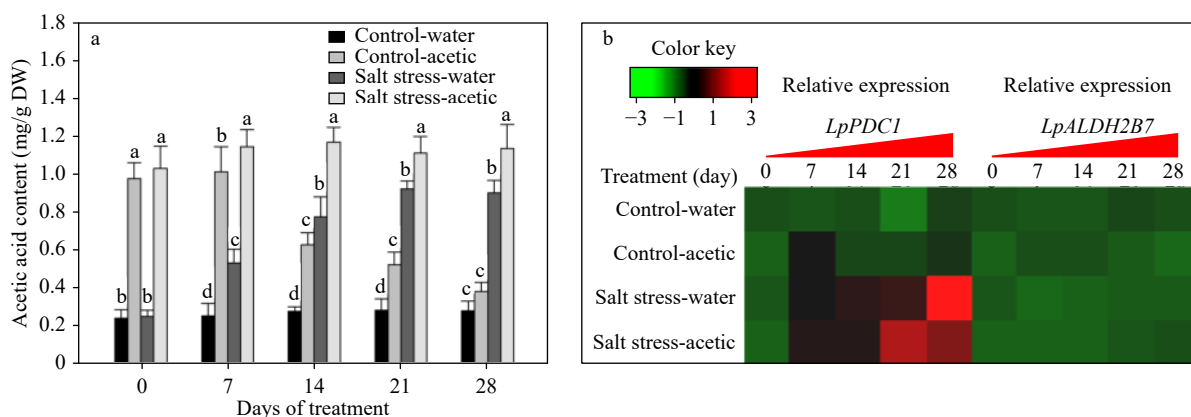 a
Control-water
Control-acetic
Salt stress-water
Salt stress-acetic
Acetic acid content (mg/g DW)
1.8
1.6
1.4
1.2
1.0
0.8
0.6
0.4
0.2
0
b a b a
d b c a
d c b a
d c b a
c c b a
0 7 14 21 28
Days of treatment
b
Color key
−3 −1 1 3
Relative expression Relative expression
LpPDC1 LpALDH2B7
Treatment (day) 0 7 14 21 28 0 7 14 21 28
Control-water
Control-acetic
Salt stress-water
Salt stress-acetic